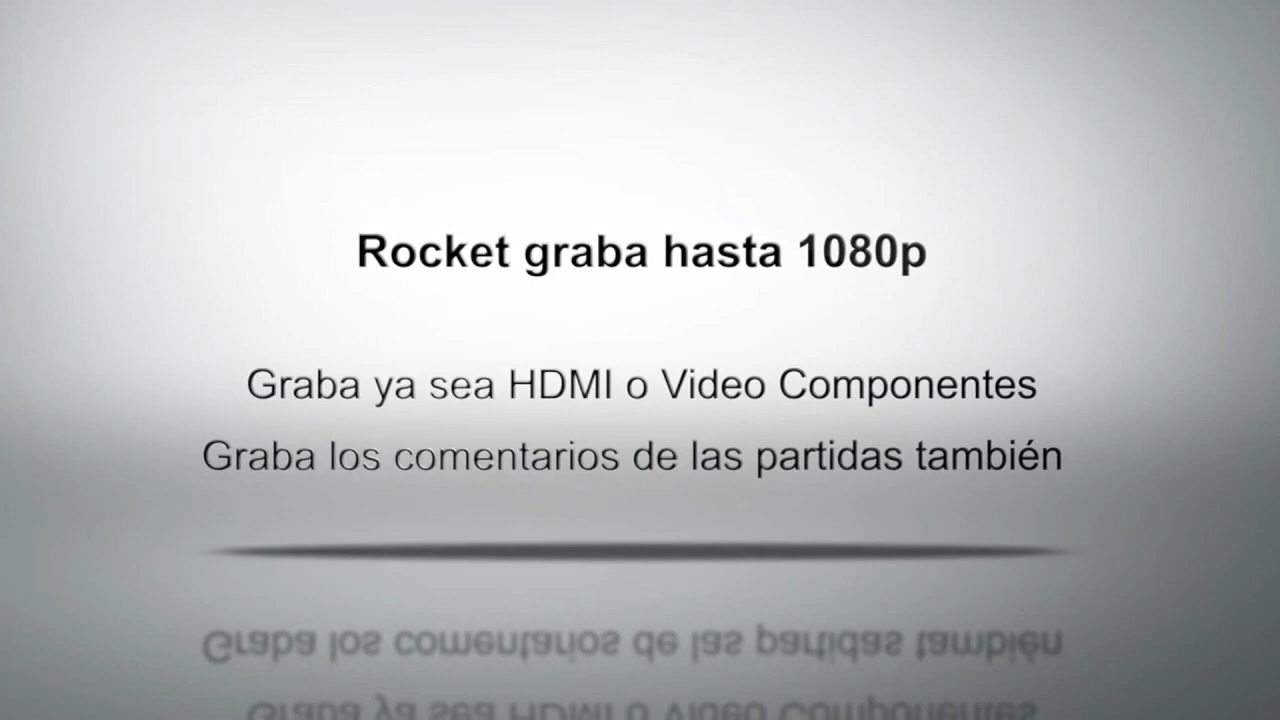 Rocket graba hasta 1080p
Graba ya sea HDMI o Video Componentes
Graba los comentarios de las partidas también